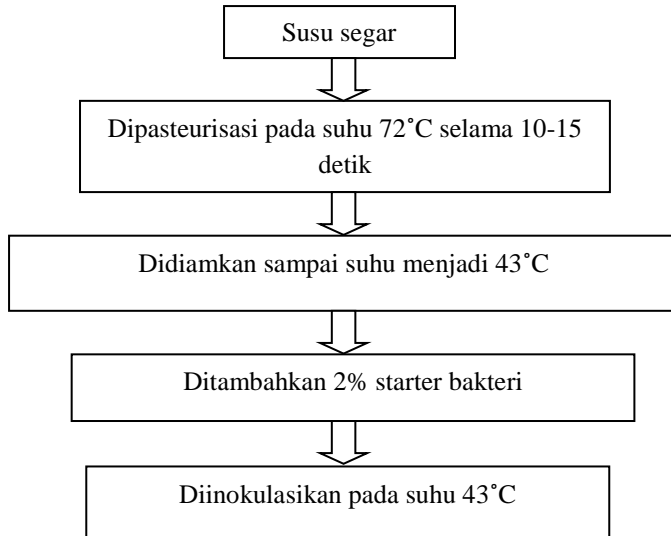 Susu segar
Dipasteurisasi pada suhu 72˚C selama 10-15
detik
Didiamkan sampai suhu menjadi 43˚C
Ditambahkan 2% starter bakteri
Diinokulasikan pada suhu 43˚C